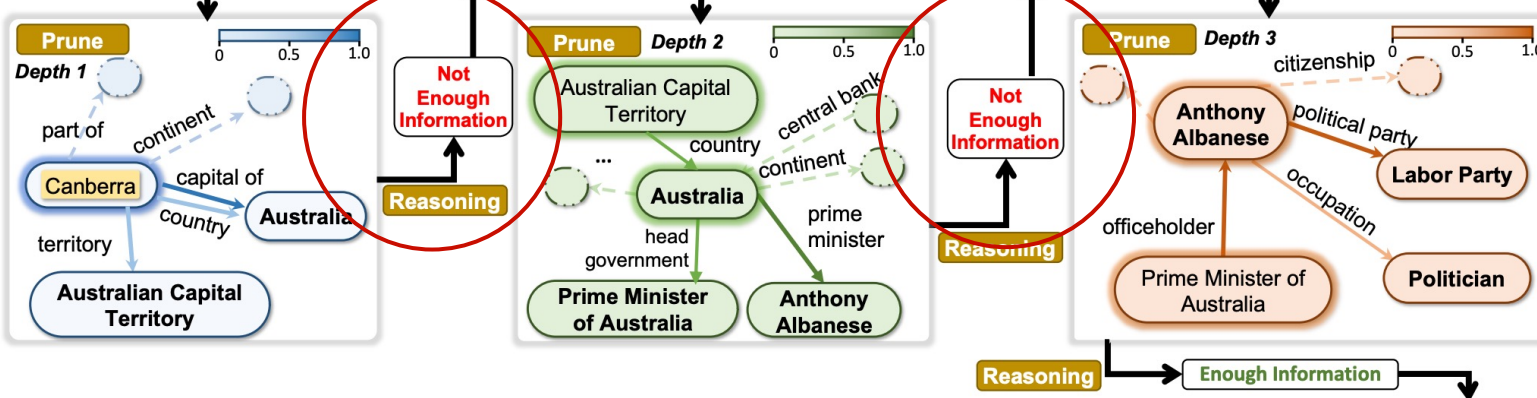 Prune
0
0.5
1.0
Depth 1
part of
continent
Canberra
capital of
country
Australia
territory
Australian Capital
Territory
Not
Enough
Information
Reasoning
Prune
Depth 2
0
0.5
1.0
Australian Capital
Territory
central bank
country
...
continent
Australia
prime
minister
head
government
Prime Minister
of Australia
Anthony
Albanese
Not
Enough
Information
Reasoning
Prune
Depth 3
0
0.5
1.0
citizenship
Anthony
Albanese
political party
Labor Party
occupation
officeholder
Prime Minister of
Australia
Politician
Reasoning
Enough Information